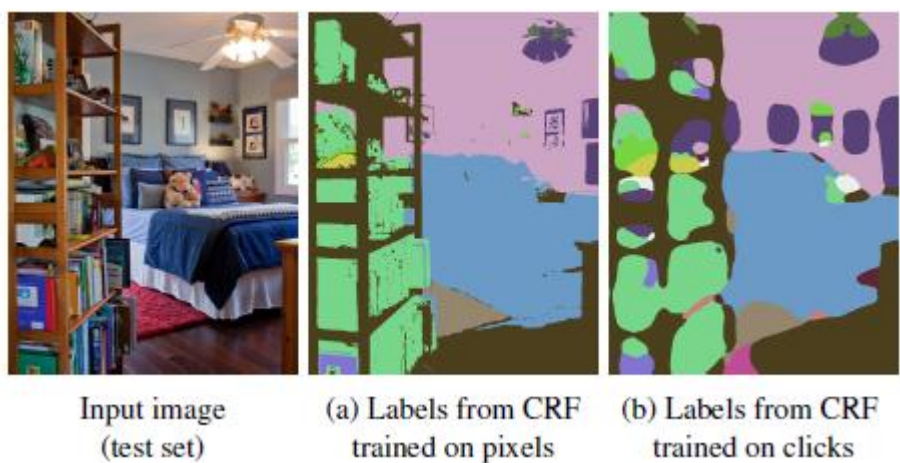 Input image
(test set)
(a) Labels from CRF
trained on pixels
(b) Labels from CRF
trained on clicks